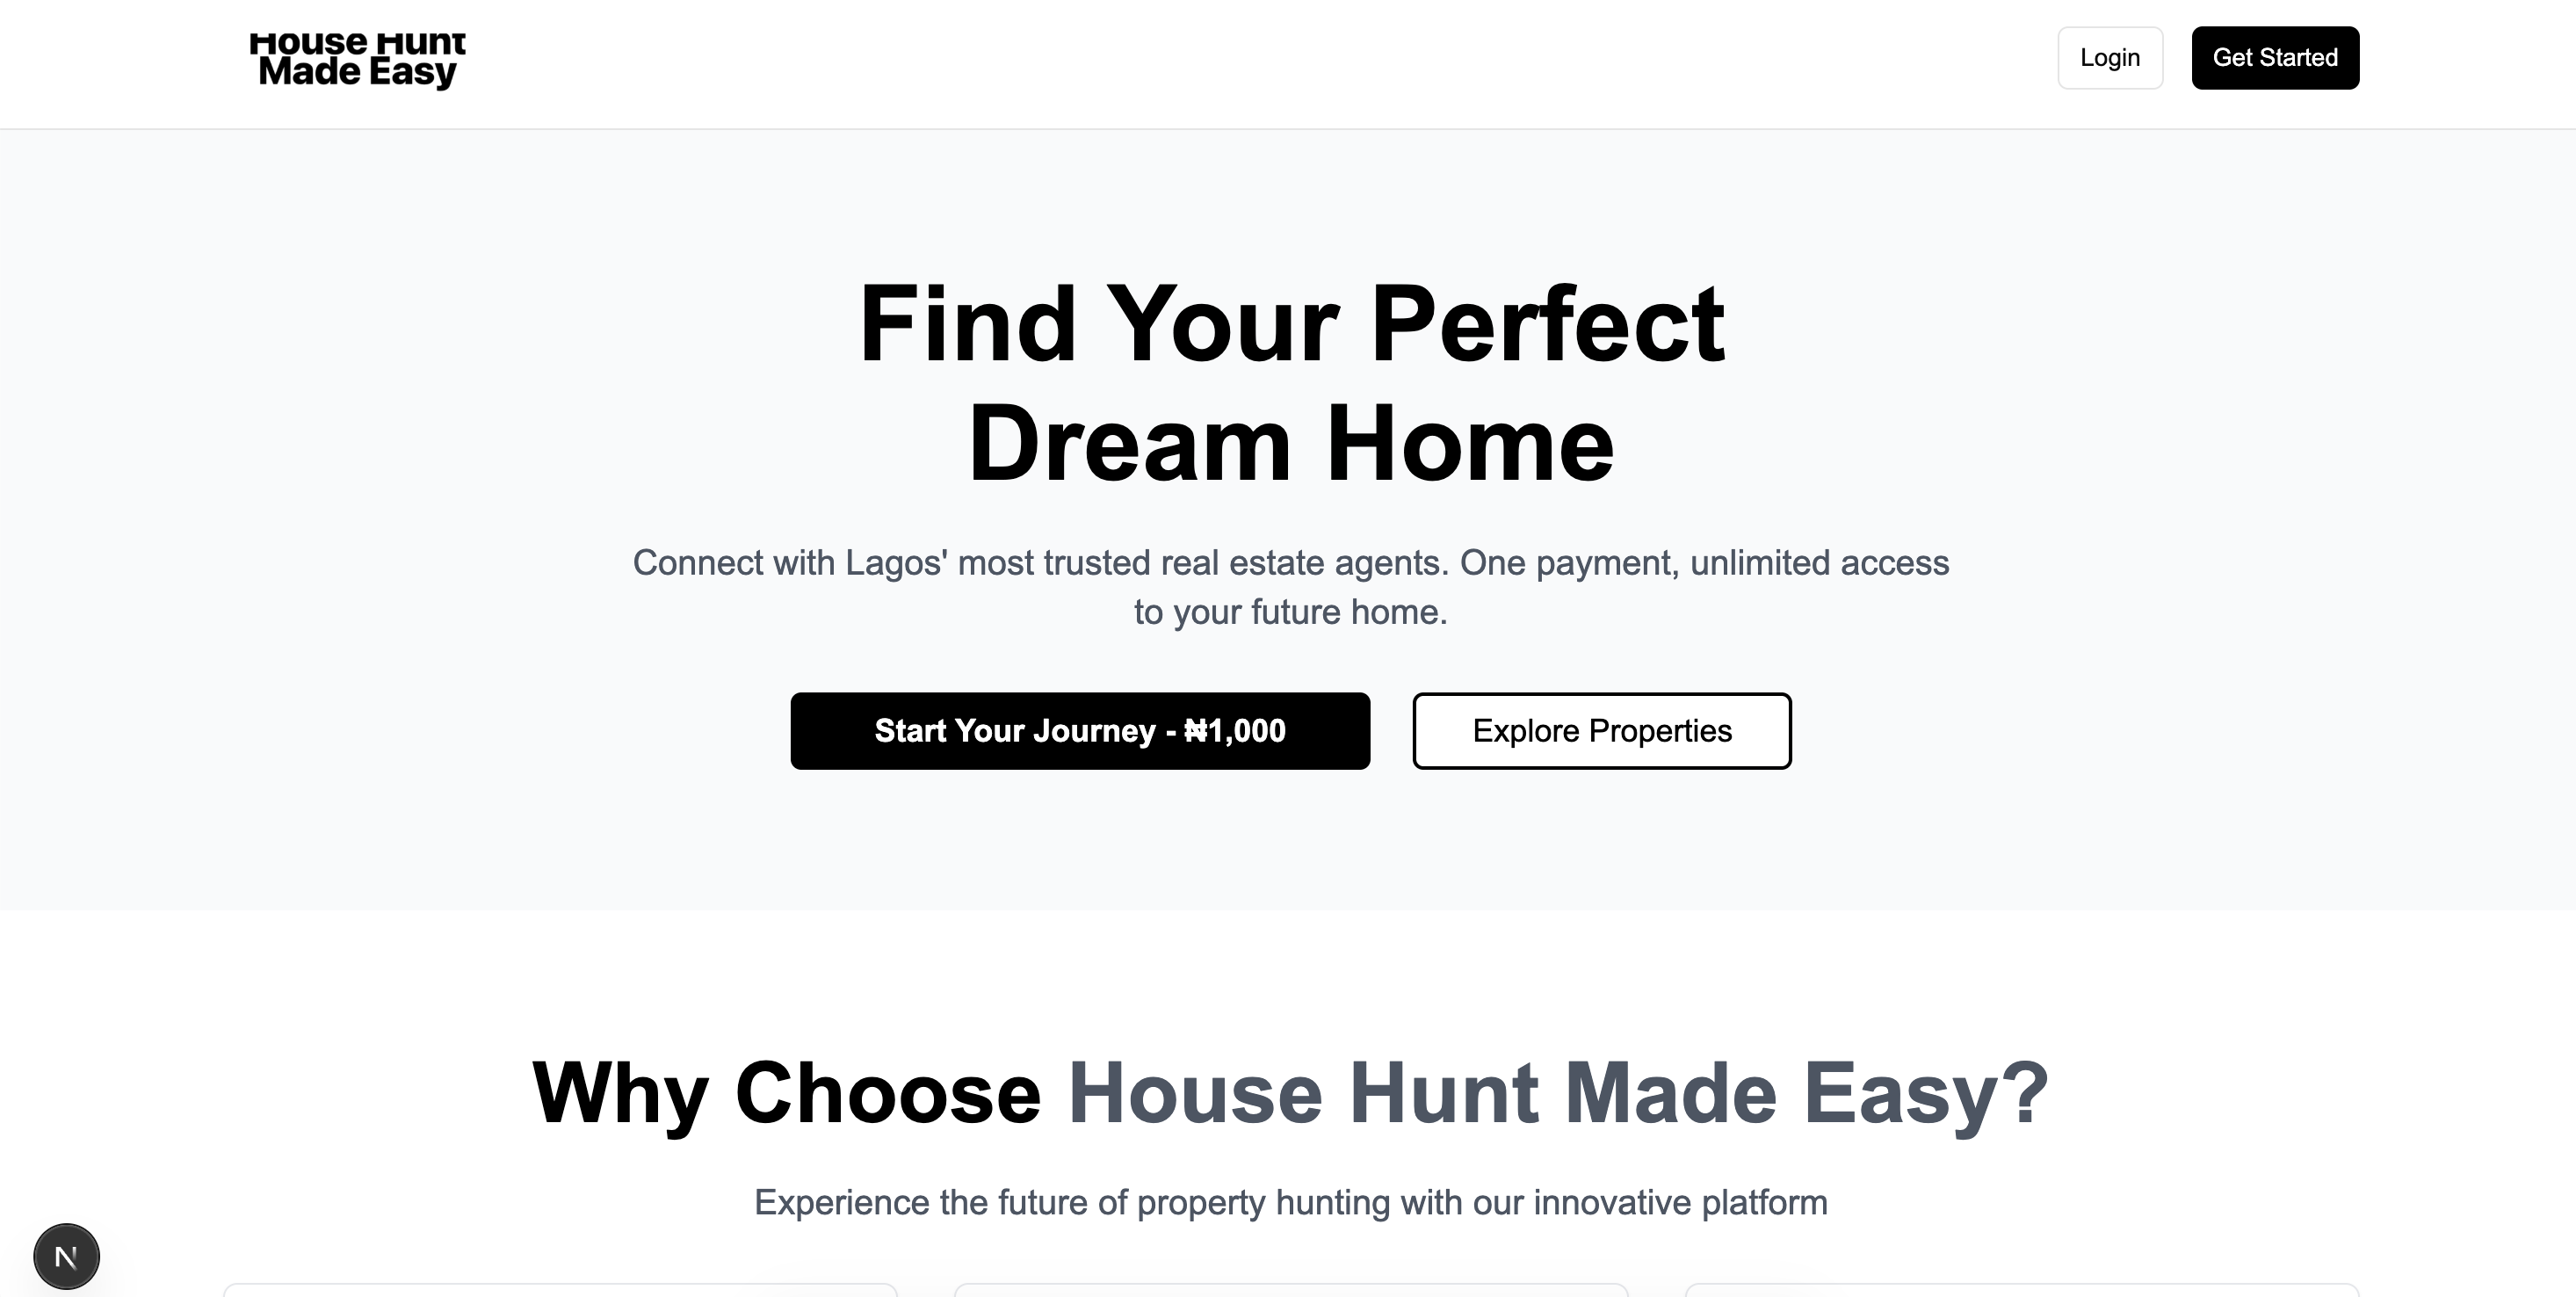 House Hunt
Made Easy
Login
Get Started
Find Your Perfect
Dream Home
Connect with Lagos' most trusted real estate agents. One payment, unlimited access
to your future home.
Start Your Journey - ₦1,000
Explore Properties
Why Choose House Hunt Made Easy?
Experience the future of property hunting with our innovative platform
N